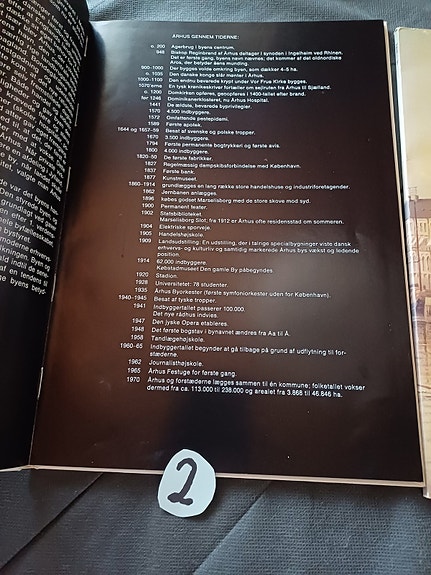 ÅRHUS GENNEM TIDERNE:
o. 200 Agerbrug i byens centrum.
948 Biskop Reginbrand af Århus deltager i synoden i Ingelheim ved Rhinen.
Det er første gang, byens navn nævnes; det kommer af det oldnordiske
Aros, der betyder åens munding.
900-1000 Der bygges volde omkring byen, som dækker 4-5 ha.
o. 1035 Den danske konge slår mønter i Århus.
1000-1100 Den endnu bevarede krypt under Vor Frue Kirke bygges.
1070'erne En tysk krønikeskriver fortæller om sejlruten fra Århus til Sjælland.
o. 1200 Domkirken opføres, genopføres i 1400-tallet efter brand.
før 1246 Dominikanerklosteret, nu Århus Hospital.
1441 De ældste, bevarede byprivilegier.
1570 4.500 indbyggere.
1572 Omfattende pestepidemi.
1589 Første apotek.
1644 og 1657-59 Besat af svenske og polske tropper.
1670 3.500 indbyggere.
1794 Første permanente bogtrykkeri og første avis.
1800 4.000 indbyggere.
1820-50 De første fabrikker.
1827 Regelmæssig dampskibsforbindelse med København.
1837 Første bank.
1877 Kunstmuseet.
1860-1914 grundlægges en lang række store handelshuse og industriforetagender.
1862 Jernbanen anlægges.
1896 købes godset Marselisborg med de store skove mod syd.
1900 Permanent teater.
1902 Statsbiblioteket.
Marselisborg Slot; fra 1912 er Århus ofte residensstad om sommeren.
1904 Elektriske sporveje.
1905 Handelshøjskole.
1909 Landsudstilling: En udstilling, der i talrige specialbygninger viste dansk
erhvervs- og kulturliv og samtidig markerede Århus bys vækst og ledende
position.
1914 62.000 indbyggere.
Købstadmuseet Den gamle By påbegyndes
1920 Stadion.
1928 Universitetet: 78 studenter.
1935 Århus Byorkester (første symfoniorkester uden for København).
1940-1945 Besat af tyske tropper.
1941 Indbyggertallet passerer 100.000.
Det nye rådhus indvies.
1947 Den jyske Opera etableres.
1948 Det første bogstav i bynavnet ændres fra Aa til Å.
1958 Tandlægehøjskole.
1960-65 Indbyggertallet begynder at gå tilbage på grund af udflytning til for-
stæderne.
1962 Journalisthøjskole.
1965 Århus Festuge for første gang.
1970 Århus og forstæderne lægges sammen til én kommune; folketallet vokser
dermed fra ca. 113.000 til 238.000 og arealet fra 3.868 til 46.846 ha.
2